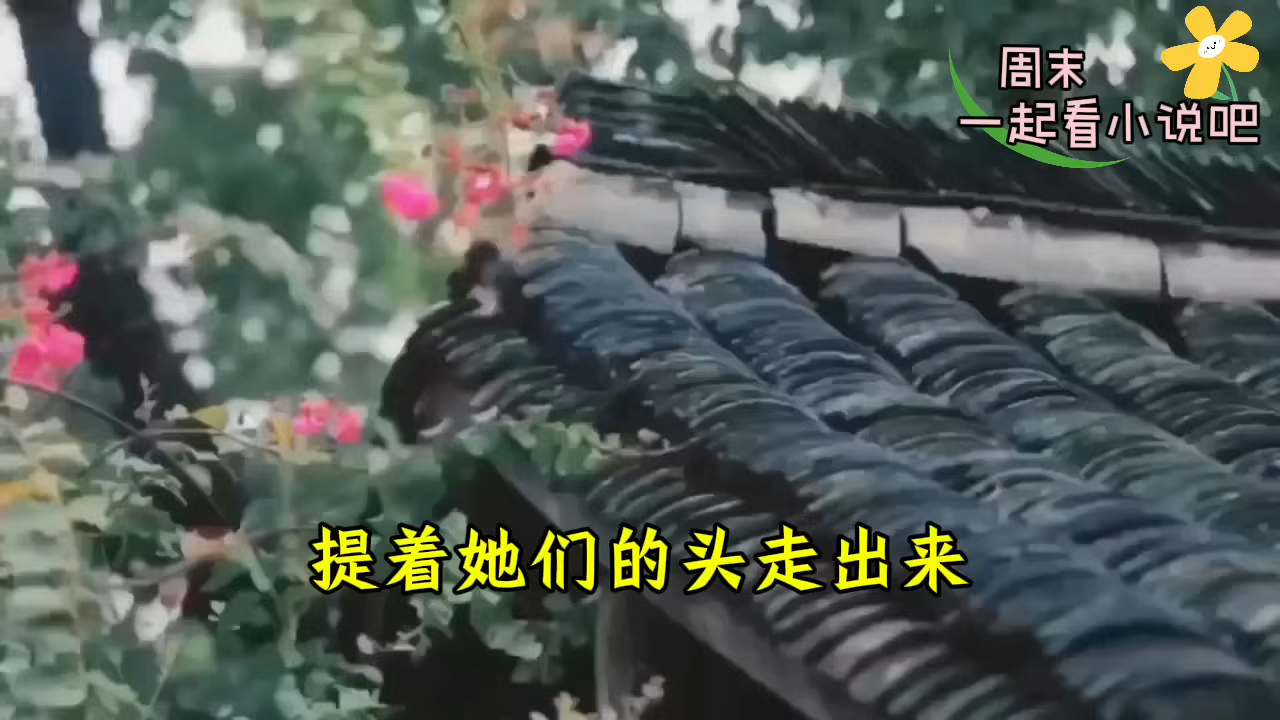 周末
一起看小说吧
提着她们的头走出来